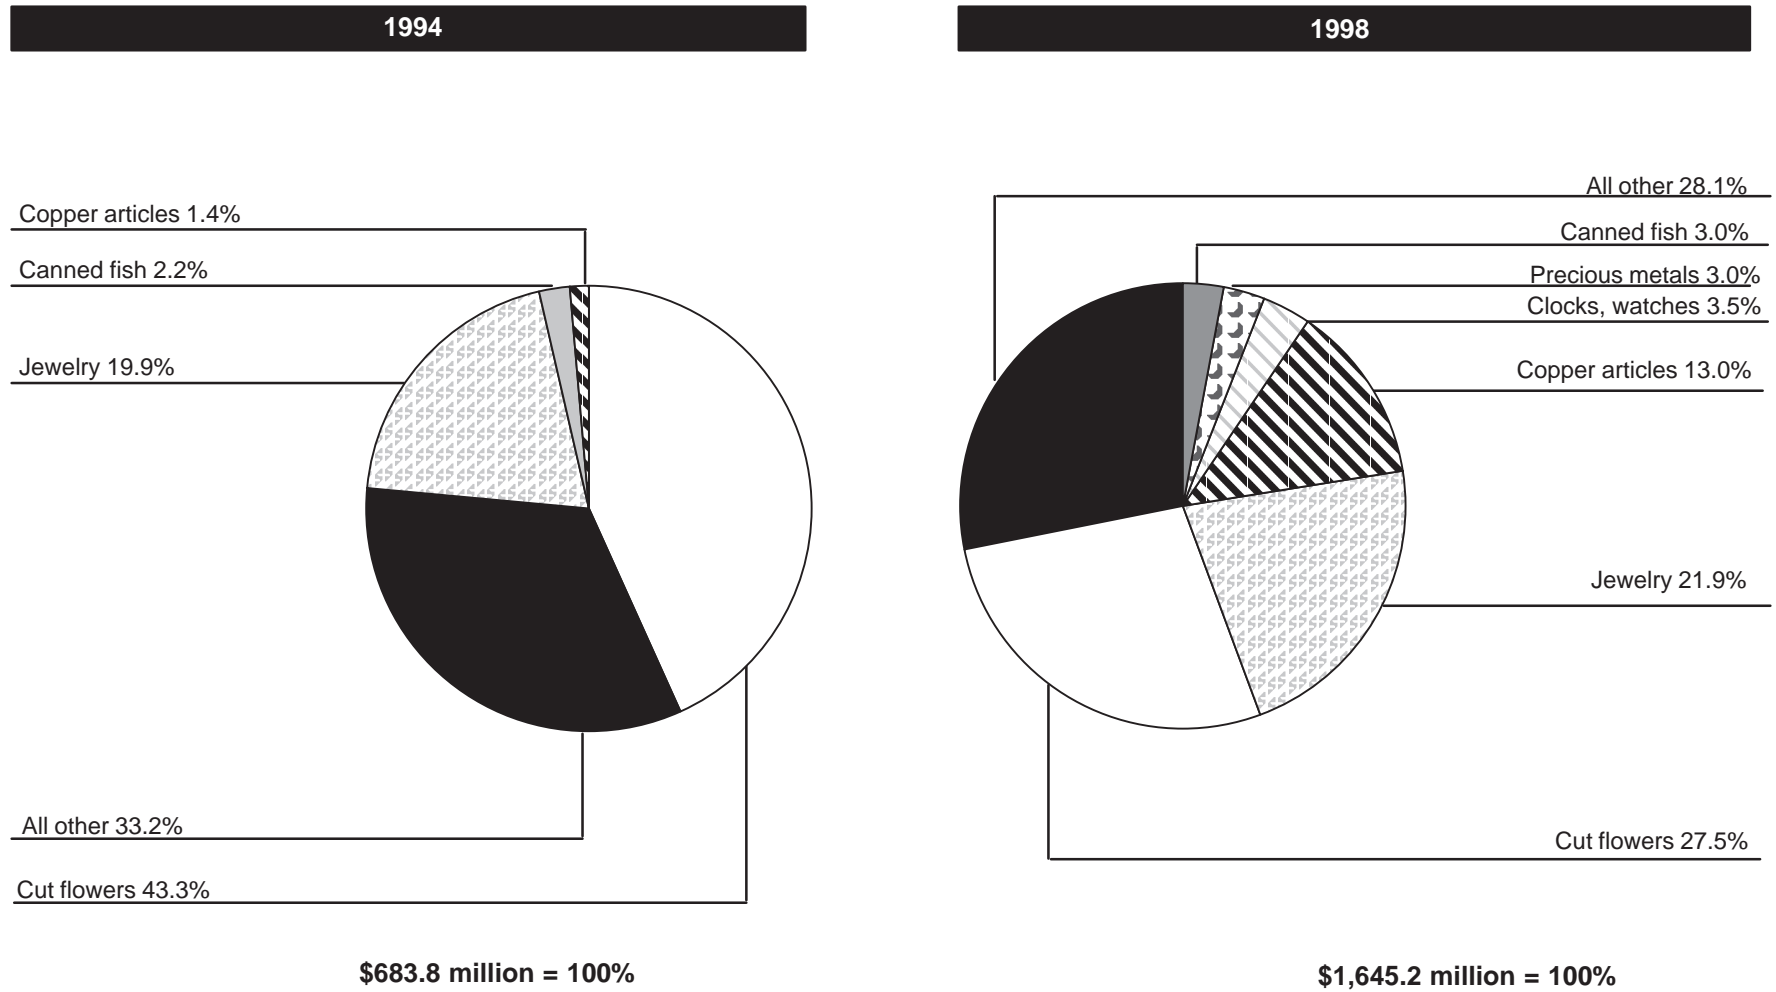 1994
Copper articles 1.4%
Canned fish 2.2%
Jewelry 19.9%
All other 33.2%
Cut flowers 43.3%
$683.8 million = 100%
1998
All other 28.1%
Canned fish 3.0%
Precious metals 3.0%
Clocks, watches 3.5%
Copper articles 13.0%
Jewelry 21.9%
Cut flowers 27.5%
$1,645.2 million = 100%